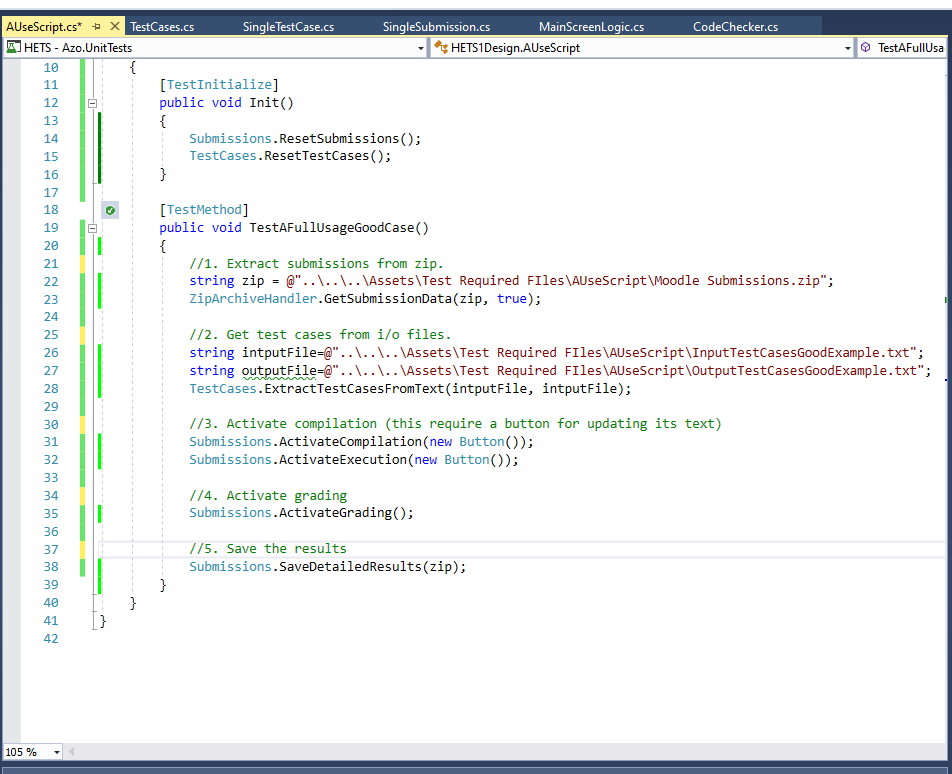 AUseScript.cs* TestCases.cs SingleTestCase.cs SingleSubmission.cs MainScreenLogic.cs CodeChecker.cs
HETS - Azo.UnitTests HETS1Design.AUseScript TestAFullUsa
10 {
11 [TestInitialize]
12 public void Init()
13 {
14 Submissions.ResetSubmissions();
15 TestCases.ResetTestCases();
16 }
17
18 [TestMethod]
19 public void TestAFullUsageGoodCase()
20 {
21 //1. Extract submissions from zip.
22 string zip = @"..\..\..\Assets\Test Required FIles\AUseScript\Moodle Submissions.zip";
23 ZipArchiveHandler.GetSubmissionData(zip, true);
24
25 //2. Get test cases from i/o files.
26 string intputFile=@"..\..\..\Assets\Test Required FIles\AUseScript\InputTestCasesGoodExample.txt";
27 string outputFile=@"..\..\..\Assets\Test Required FIles\AUseScript\OutputTestCasesGoodExample.txt";
28 TestCases.ExtractTestCasesFromText(intputFile, intputFile);
29
30 //3. Activate compilation (this require a button for updating its text)
31 Submissions.ActivateCompilation(new Button());
32 Submissions.ActivateExecution(new Button());
33
34 //4. Activate grading
35 Submissions.ActivateGrading();
36
37 //5. Save the results
38 Submissions.SaveDetailedResults(zip);
39 }
40 }
41 }
42
105 %